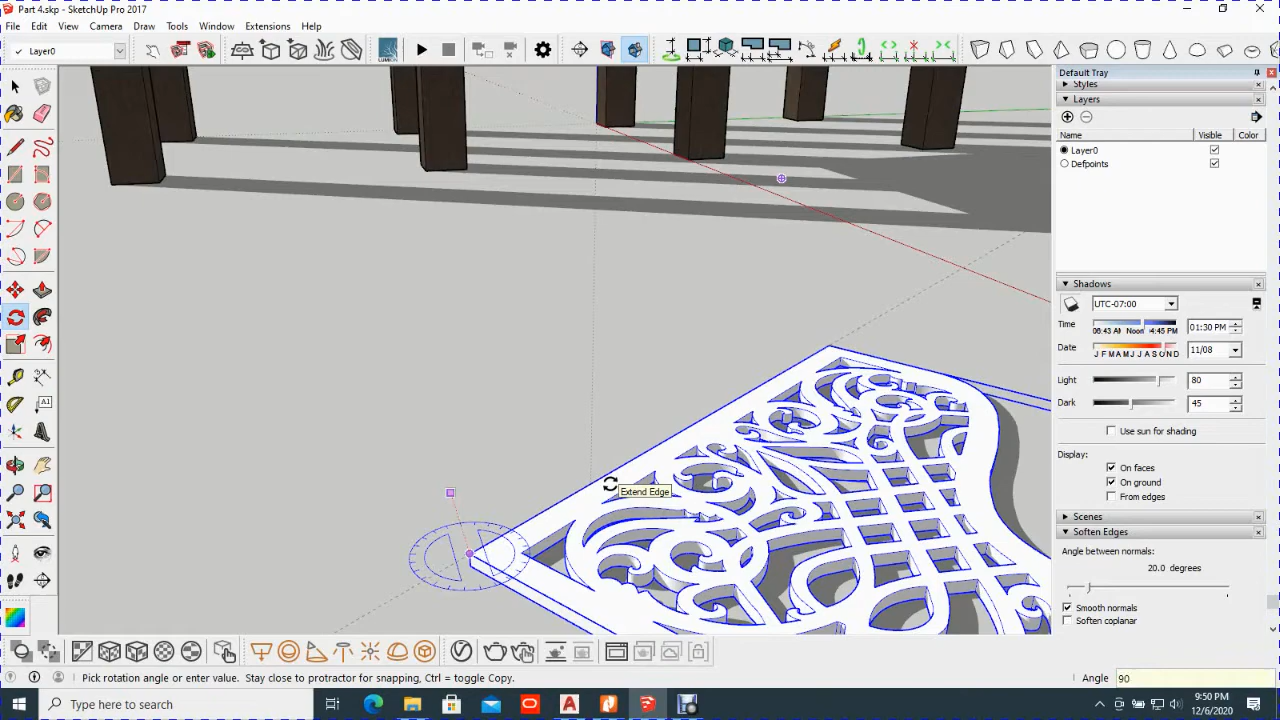 Part 4.skp - SketchUp Pro 2017
File Edit View Camera Draw Tools Window Extensions Help
Layer0
A1
Extend Edge
Default Tray
Styles
Layers
Name Visible Color
Layer0
Defpoints
Shadows
UTC-07:00
Time 06:43 AM Noon 4:45 PM 01:30 PM
Date J F M A M J J A S O N D 11/08
Light 80
Dark 45
Use sun for shading
Display:
On faces
On ground
From edges
Scenes
Soften Edges
Angle between normals:
20.0 degrees
Smooth normals
Soften coplanar
Pick rotation angle or enter value. Stay close to protractor for snapping. Ctrl = toggle Copy.
Angle 90
Type here to search
9:50 PM
12/6/2020